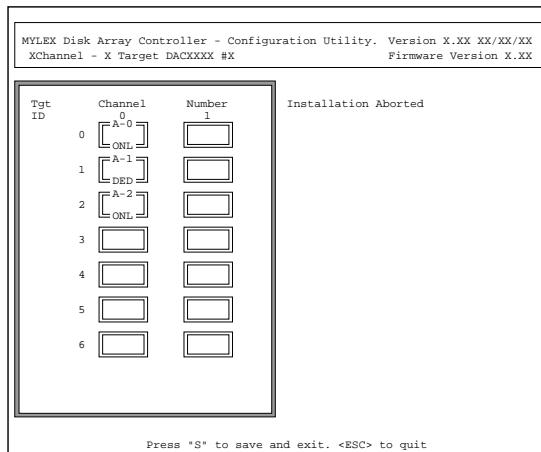 MYLEX Disk Array Controller - Configuration Utility. Version X.XX XX/XX/XX
XChannel - X Target DACXXXX #X Firmware Version X.XX
Tgt Channel Number Installation Aborted
ID 0 1
0 A-0
ONL
1 A-1
DED
2 A-2
ONL
3
4
5
6
Press "S" to save and exit. <ESC> to quit